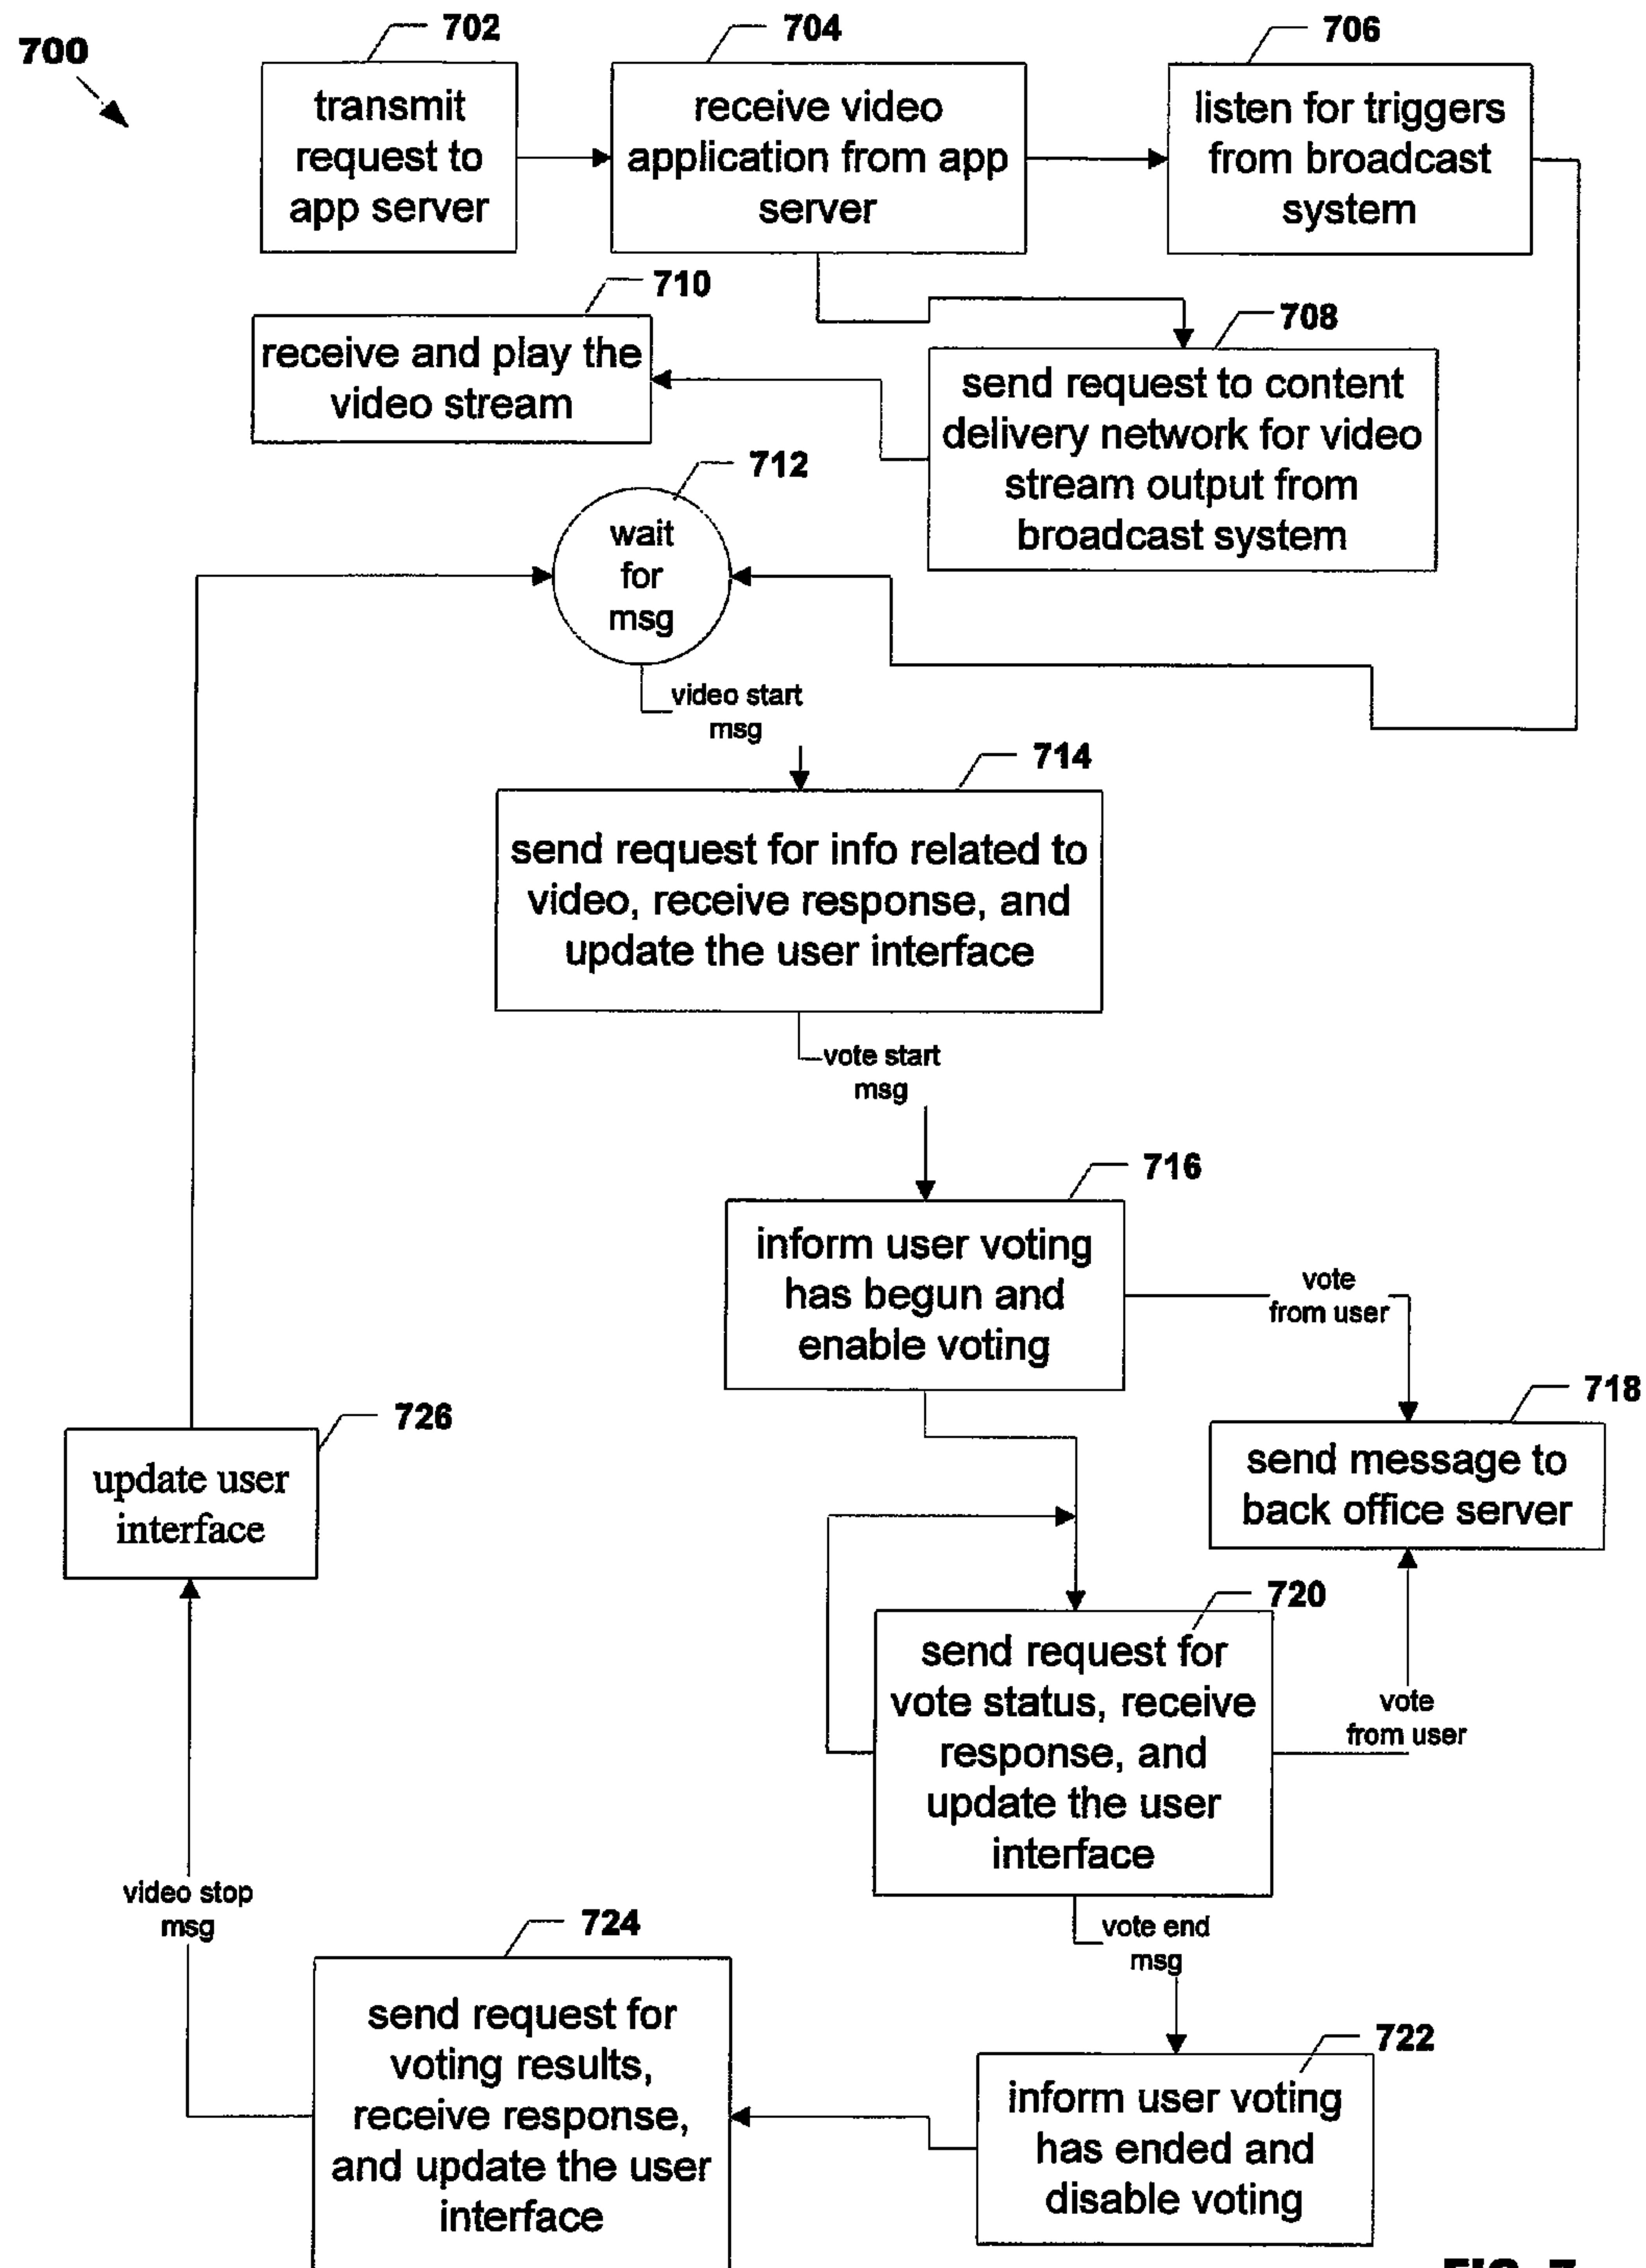 700
702
transmit
request to
app server
704
receive video
application from app
server
706
listen for triggers
from broadcast
system
710
receive and play the
video stream
708
send request to content
delivery network for video
stream output from
broadcast system
712
wait
for
msg
video start
msg
714
send request for info related to
video, receive response, and
update the user interface
vote start
msg
716
inform user voting
has begun and
enable voting
vote
from user
718
send message to
back office server
726
update user
interface
720
send request for
vote status, receive
response, and
update the user
interface
vote
from user
video stop
msg
vote end
msg
724
send request for
voting results,
receive response,
and update the user
interface
722
inform user voting
has ended and
disable voting
FIG. 7